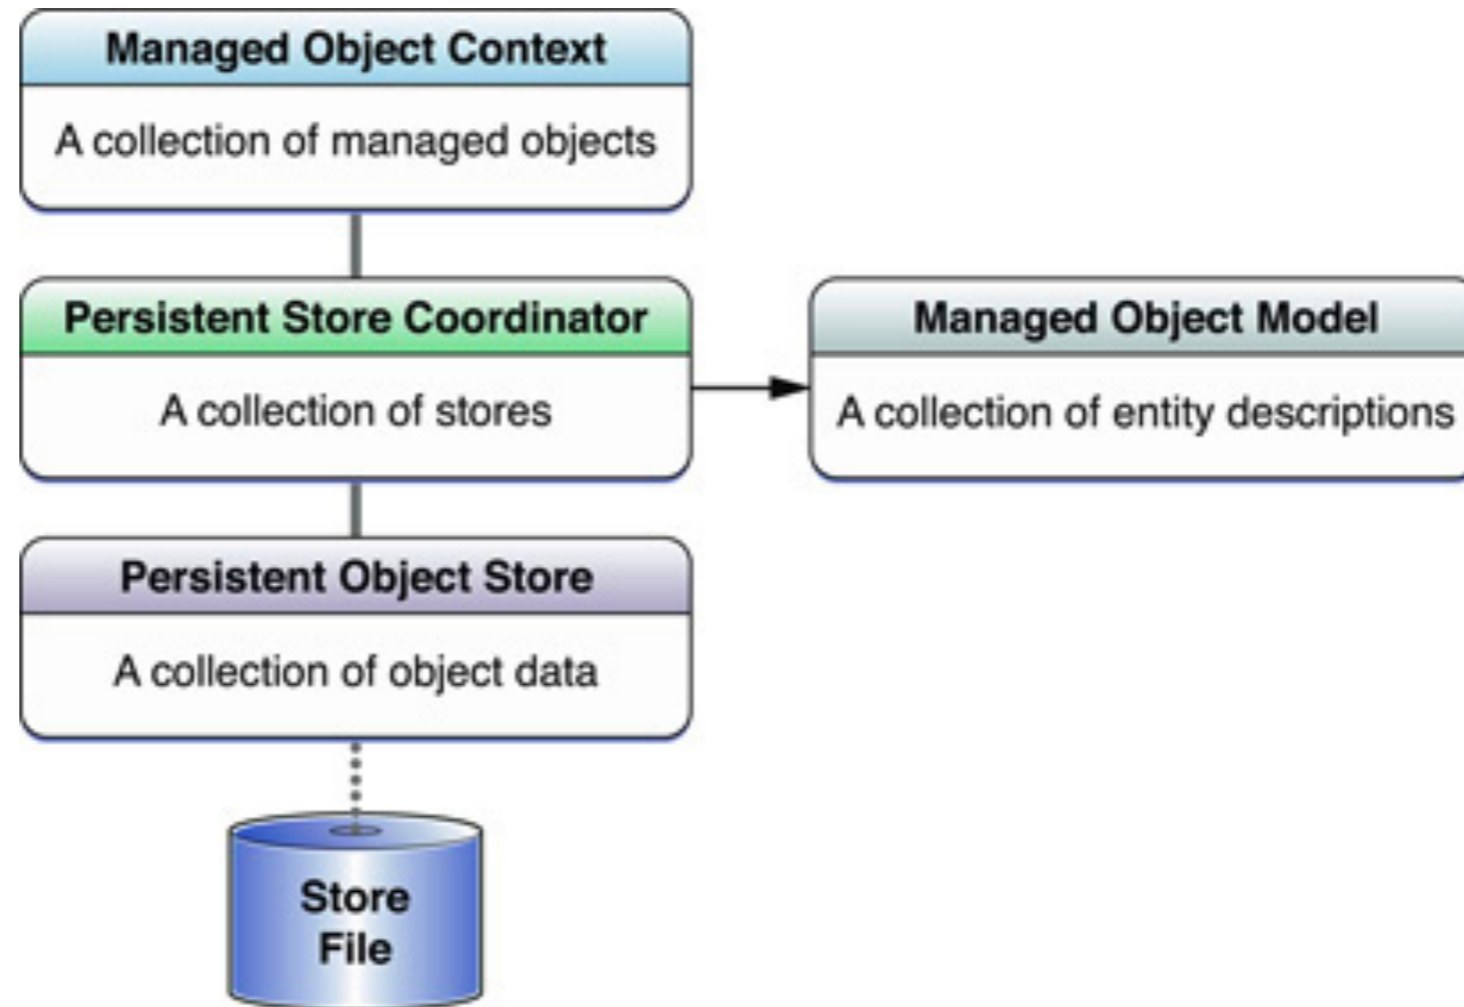 Managed Object Context
A collection of managed objects
Persistent Store Coordinator
A collection of stores
Managed Object Model
A collection of entity descriptions
Persistent Object Store
A collection of object data
Store
File